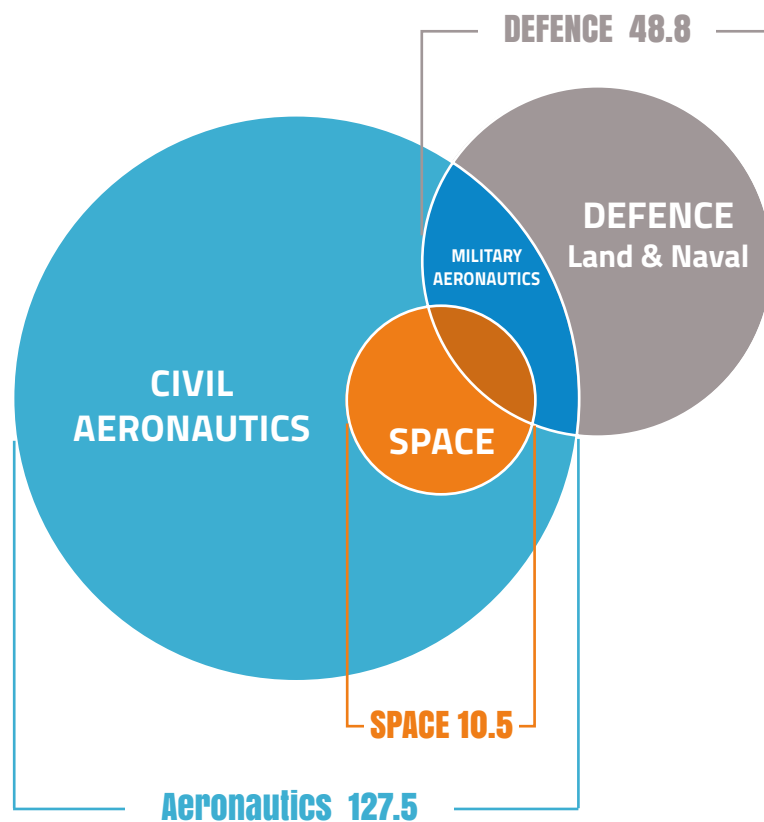 DEFENCE 48.8
DEFENCE
Land & Naval
MILITARY
AERONAUTICS
CIVIL
AERONAUTICS
SPACE
SPACE 10.5
Aeronautics 127.5